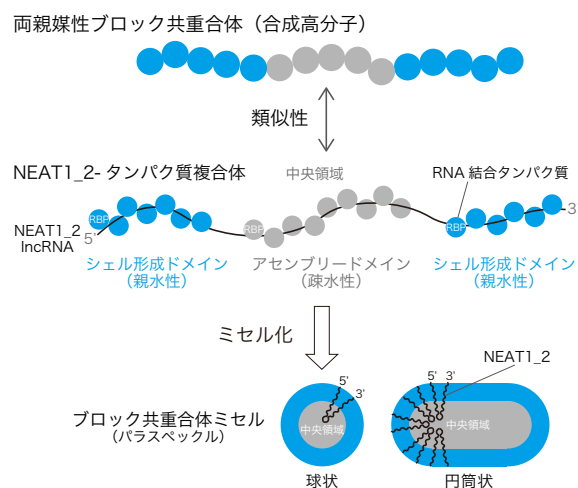 両親媒性ブロック共重合体（合成高分子）
類似性
NEAT1_2-タンパク質複合体
中央領域
RNA 結合タンパク質
RBP
RBP
RBP
NEAT1_2
lncRNA
5'
3
シェル形成ドメイン
（親水性）
アセンブリードメイン
（疎水性）
シェル形成ドメイン
（親水性）
ミセル化
NEAT1_2
5'
3'
5'
3'
ブロック共重合体ミセル
（パラスペックル）
中央領域
中央領域
球状
円筒状